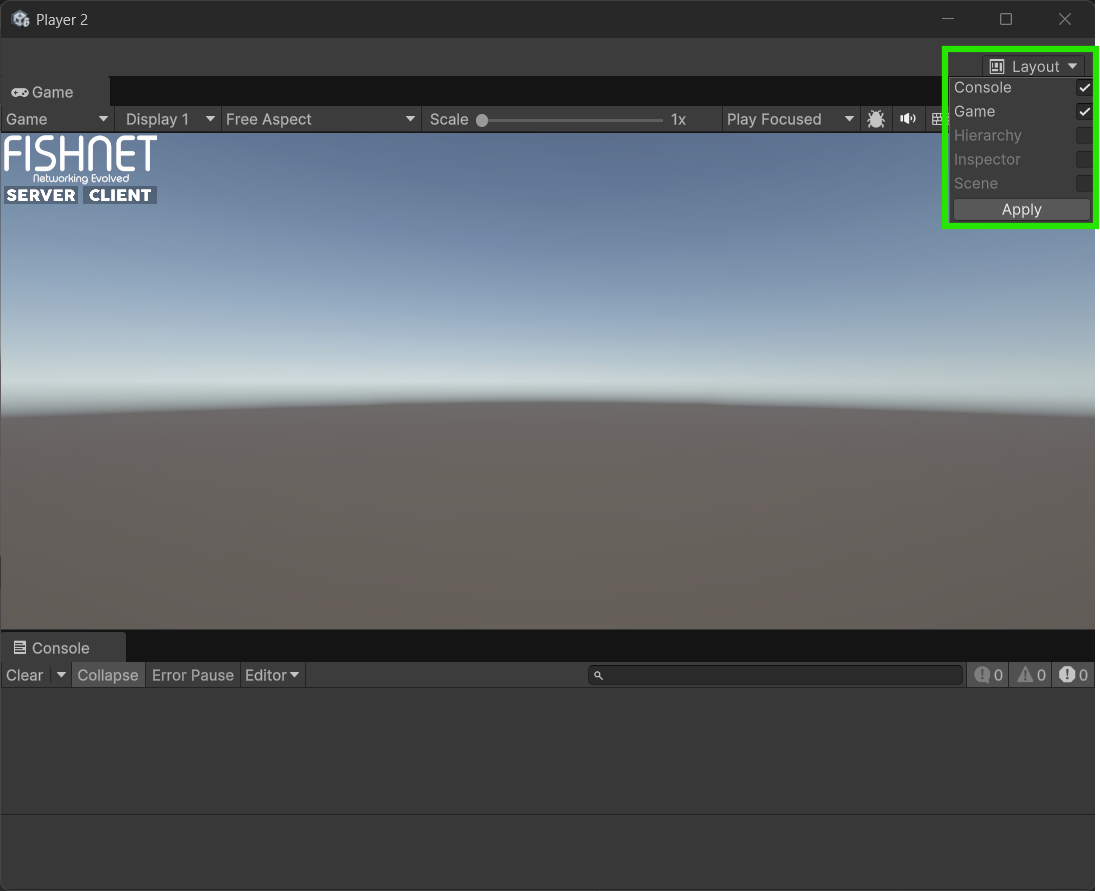 Player 2
Layout
Game
Console
Game
Hierarchy
Inspector
Scene
Apply
Game Display 1 Free Aspect Scale 1x Play Focused
FISHNET
Networking Evolved
SERVER CLIENT
Console
Clear Collapse Error Pause Editor 0 0 0